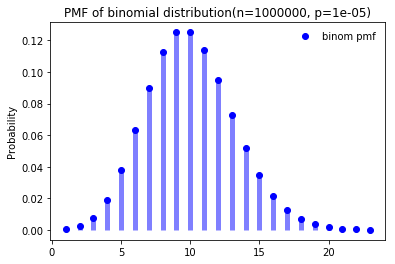 PMF of binomial distribution(n=1000000, p=1e-05)
binom pmf
Probability
0.12
0.10
0.08
0.06
0.04
0.02
0.00
0 5 10 15 20